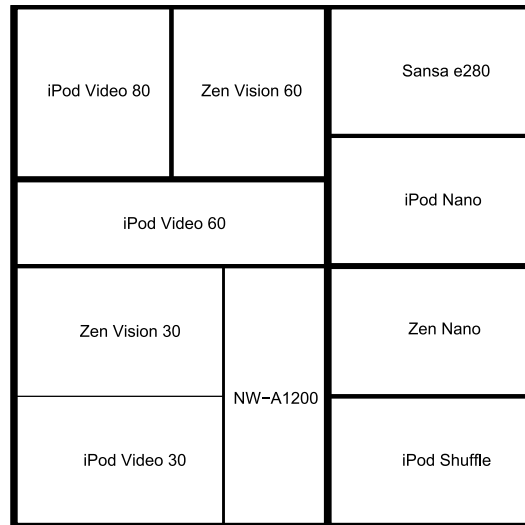 iPod Video 80
Zen Vision 60
Sansa e280
iPod Nano
iPod Video 60
Zen Vision 30
Zen Nano
NW−A1200
iPod Video 30
iPod Shuffle